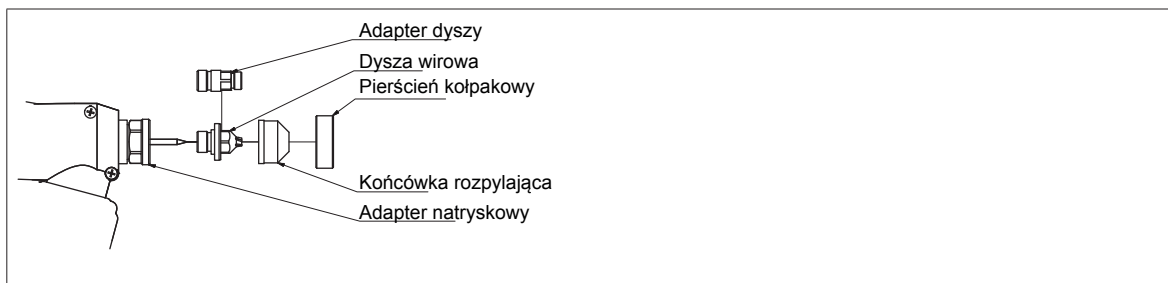 Adapter dyszy
Dysza wirowa
Pierścień kołpakowy
Końcówka rozpylająca
Adapter natryskowy